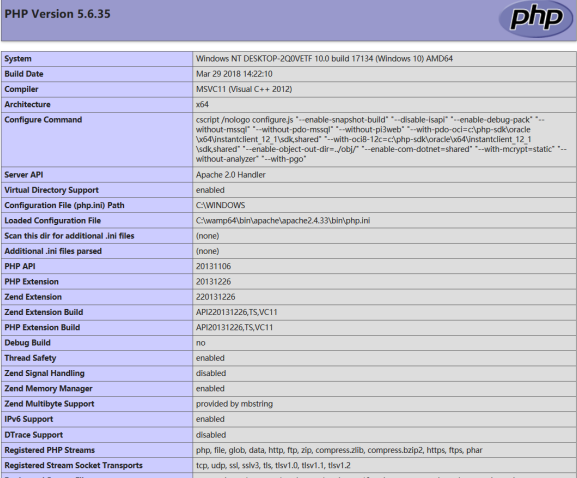 PHP Version 5.6.35
php
System Windows NT DESKTOP-2Q0VETF 10.0 build 17134 (Windows 10) AMD64
Build Date Mar 29 2018 14:22:10
Compiler MSVC11 (Visual C++ 2012)
Architecture x64
Configure Command cscript /nologo configure.js "--enable-snapshot-build" "--disable-isapi" "--enable-debug-pack" "--
without-mssql" "--without-pdo-mssql" "--without-pi3web" "--with-pdo-oci=c:\php-sdk\oracle
\x64\instantclient_12_1\sdk,shared" "--with-oci8-12c=c:\php-sdk\oracle\x64\instantclient_12_1
\sdk,shared" "--enable-object-out-dir=../obj/" "--enable-com-dotnet=shared" "--with-mcrypt=static" "--
without-analyzer" "--with-pgo"
Server API Apache 2.0 Handler
Virtual Directory Support enabled
Configuration File (php.ini) Path C:\WINDOWS
Loaded Configuration File C:\wamp64\bin\apache\apache2.4.33\bin\php.ini
Scan this dir for additional .ini files (none)
Additional .ini files parsed (none)
PHP API 20131106
PHP Extension 20131226
Zend Extension 220131226
Zend Extension Build API220131226,TS,VC11
PHP Extension Build API20131226,TS,VC11
Debug Build no
Thread Safety enabled
Zend Signal Handling disabled
Zend Memory Manager enabled
Zend Multibyte Support provided by mbstring
IPv6 Support enabled
DTrace Support disabled
Registered PHP Streams php, file, glob, data, http, ftp, zip, compress.zlib, compress.bzip2, https, ftps, phar
Registered Stream Socket Transports tcp, udp, ssl, sslv3, tls, tlsv1.0, tlsv1.1, tlsv1.2